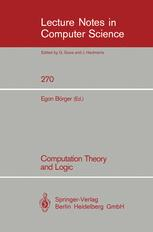 Lecture Notes in
Computer Science
Edited by G. Goos and J. Hartmanis
270
Egon Börger (Ed.)
Computation Theory
and Logic
Springer-Verlag
Berlin Heidelberg GmbH